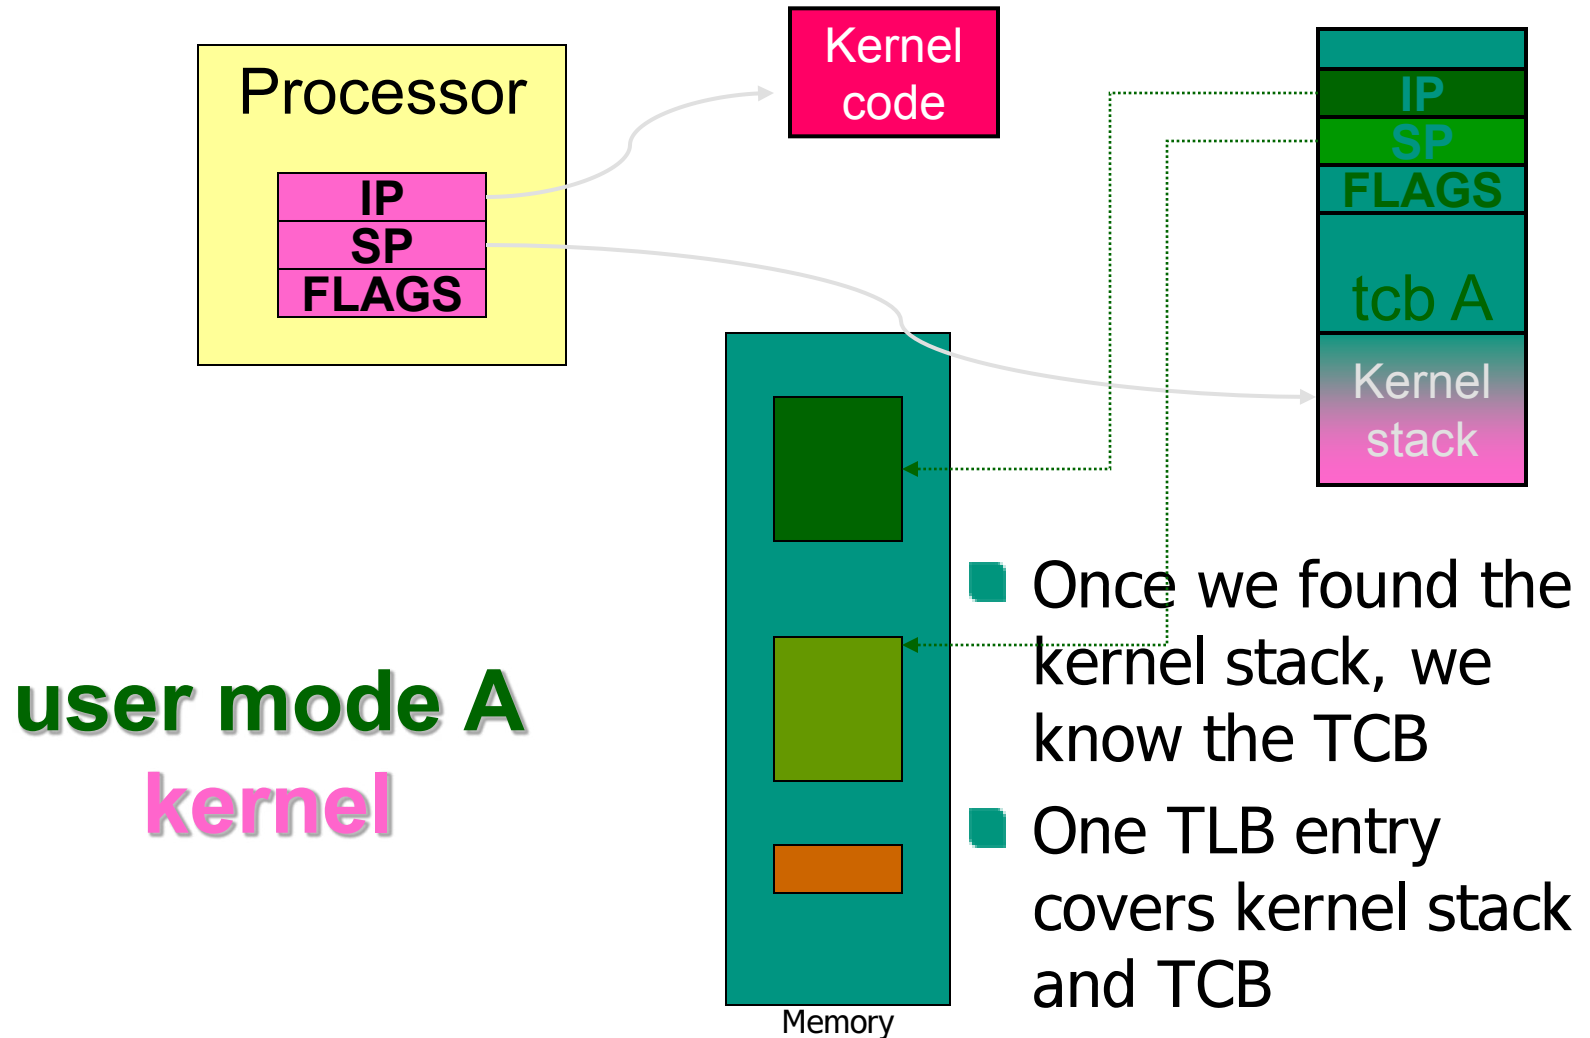 Processor
IP
SP
FLAGS
Kernel
code
IP
SP
FLAGS
tcb A
Kernel
stack
user mode A
kernel
Memory
Once we found the
kernel stack, we
know the TCB
One TLB entry
covers kernel stack
and TCB